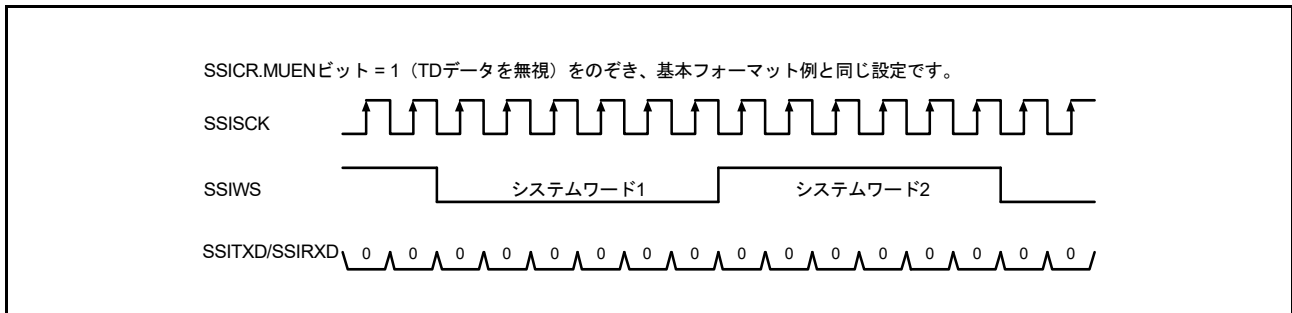 SSICR.MUENビット = 1（TDデータを無視）をのぞき、基本フォーマット例と同じ設定です。
SSISCK
SSIWS システムワード1 システムワード2
SSITXD/SSIRXD 0 0 0 0 0 0 0 0 0 0 0 0 0 0 0 0